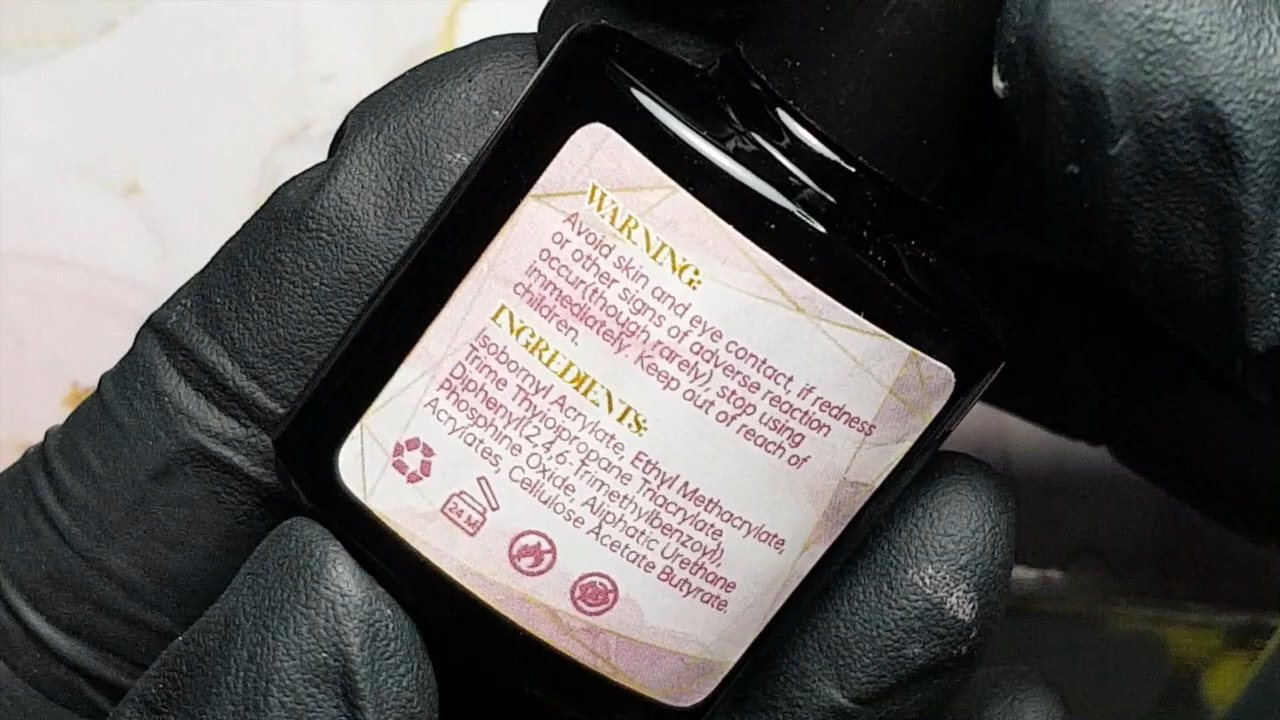 WARNING:
Avoid skin and eye contact, if redness
or other signs of adverse reaction
occur(though rarely), stop using
immediately. Keep out of reach of
children.
INGREDIENTS:
Isobornyl Acrylate, Ethyl Methacrylate,
Trime Thyloipropane Triacrylate,
Diphenyl(2,4,6-Trimethylbenzoyl),
Phosphine Oxide, Aliphatic Urethane
Acrylates, Cellulose Acetate Butyrate.
24 M